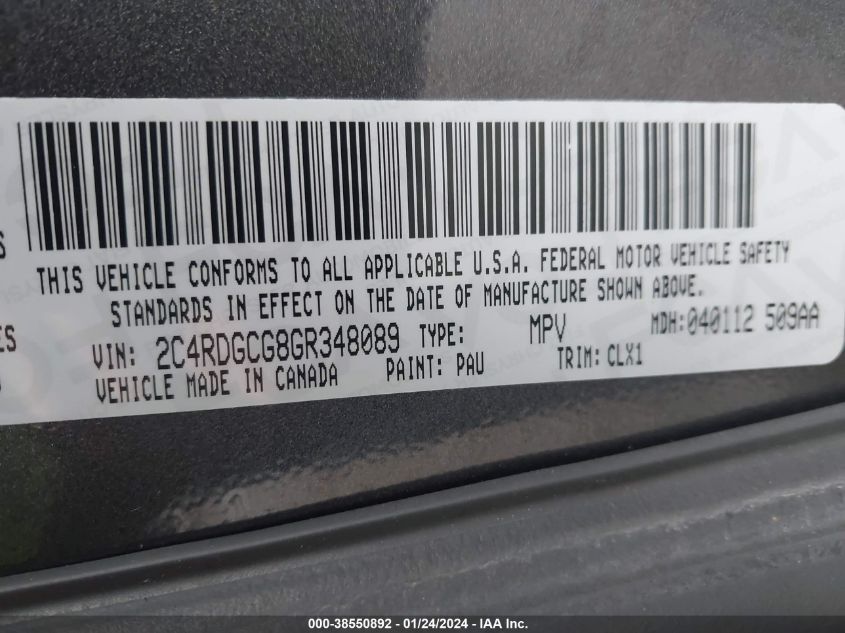 THIS VEHICLE CONFORMS TO ALL APPLICABLE U.S.A. FEDERAL MOTOR VEHICLE SAFETY
STANDARDS IN EFFECT ON THE DATE OF MANUFACTURE SHOWN ABOVE.
VIN: 2C4RDGCG8GR348089 TYPE: MPV MDH:040112 509AA
VEHICLE MADE IN CANADA PAINT: PAU TRIM: CLX1
000-38550892 - 01/24/2024 - IAA Inc.